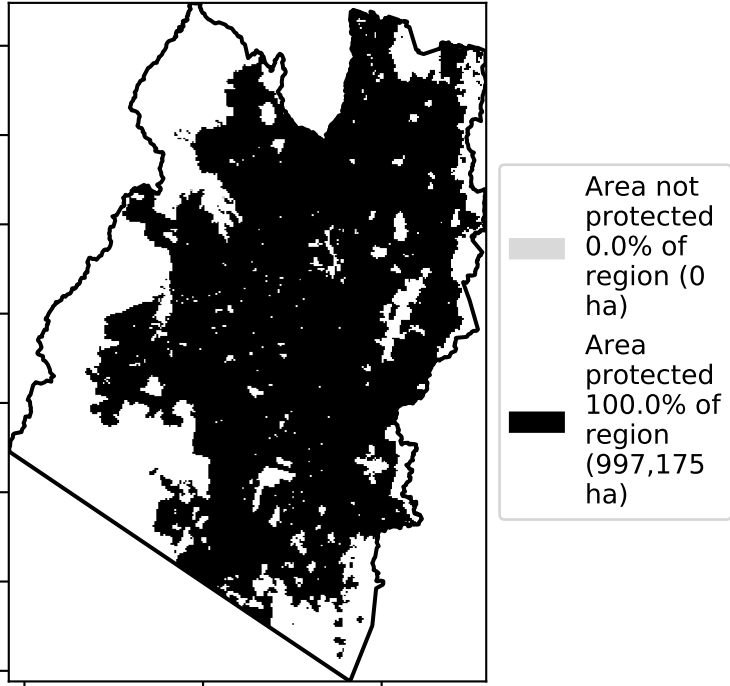 Area not
protected
0.0% of
region (0
ha)
Area
protected
100.0% of
region
(997,175
ha)